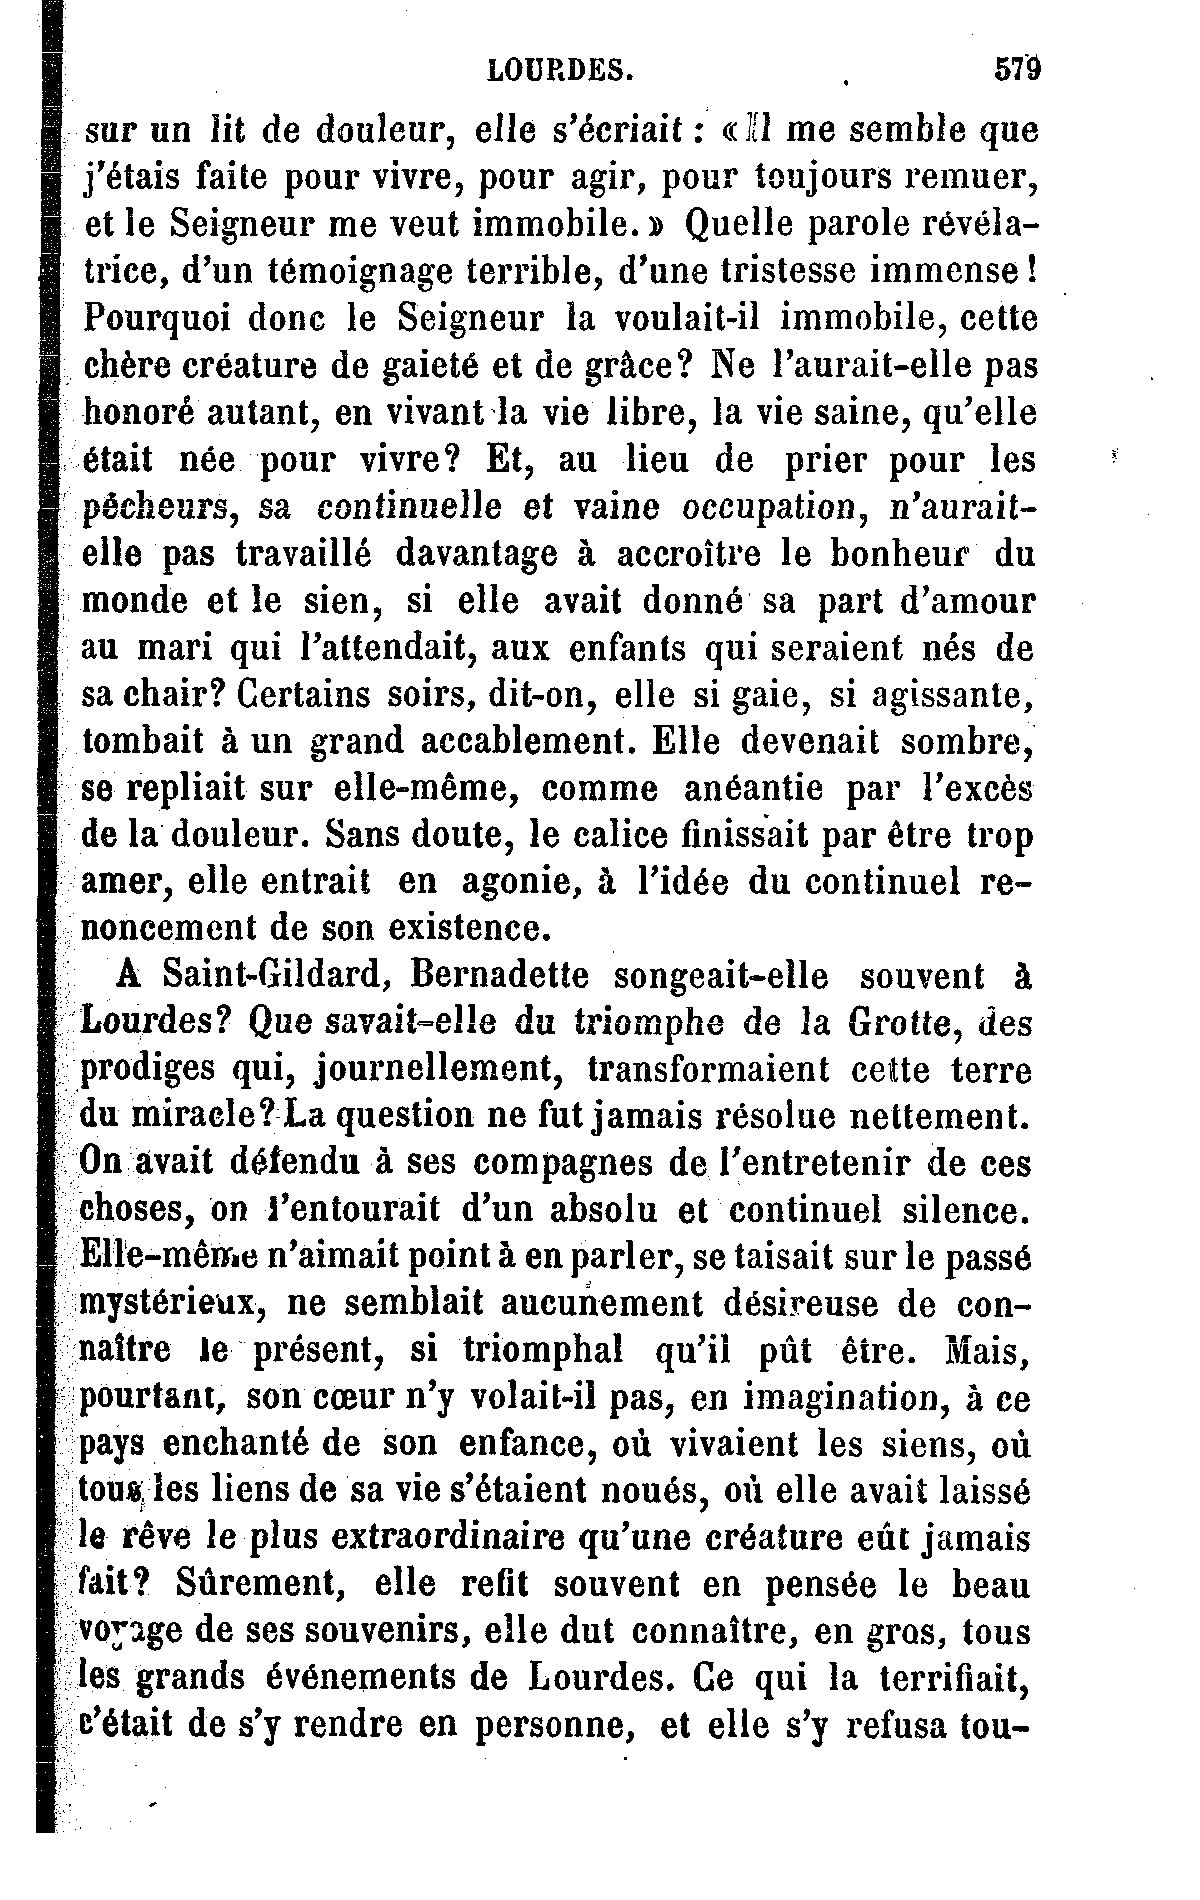 LOURDES. 579
sur un lit de douleur, elle s'écriait : « Il me semble que
j'étais faite pour vivre, pour agir, pour toujours remuer,
et le Seigneur me veut immobile. » Quelle parole révéla-
trice, d'un témoignage terrible, d'une tristesse immense !
Pourquoi donc le Seigneur la voulait-il immobile, cette
chère créature de gaieté et de grâce? Ne l'aurait-elle pas
honoré autant, en vivant la vie libre, la vie saine, qu'elle
était née pour vivre? Et, au lieu de prier pour les
pécheurs, sa continuelle et vaine occupation, n'aurait-
elle pas travaillé davantage à accroître le bonheur du
monde et le sien, si elle avait donné sa part d'amour
au mari qui l'attendait, aux enfants qui seraient nés de
sa chair? Certains soirs, dit-on, elle si gaie, si agissante,
tombait à un grand accablement. Elle devenait sombre,
se repliait sur elle-même, comme anéantie par l'excès
de la douleur. Sans doute, le calice finissait par être trop
amer, elle entrait en agonie, à l'idée du continuel re-
noncement de son existence.
A Saint-Gildard, Bernadette songeait-elle souvent à
Lourdes? Que savait-elle du triomphe de la Grotte, des
prodiges qui, journellement, transformaient cette terre
du miracle? La question ne fut jamais résolue nettement.
On avait défendu à ses compagnes de l'entretenir de ces
choses, on l'entourait d'un absolu et continuel silence.
Elle-même n'aimait point à en parler, se taisait sur le passé
mystérieux, ne semblait aucunement désireuse de con-
naître le présent, si triomphal qu'il pût être. Mais,
pourtant, son cœur n'y volait-il pas, en imagination, à ce
pays enchanté de son enfance, où vivaient les siens, où
tous les liens de sa vie s'étaient noués, où elle avait laissé
le rêve le plus extraordinaire qu'une créature eût jamais
fait? Sûrement, elle refit souvent en pensée le beau
voyage de ses souvenirs, elle dut connaître, en gros, tous
les grands événements de Lourdes. Ce qui la terrifiait,
c'était de s'y rendre en personne, et elle s'y refusa tou-